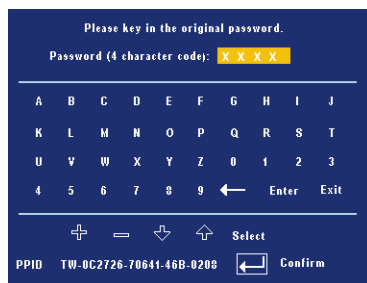 Please key in the original password.
Password (4 character code): X X X X
A B C D E F G H I J
K L M N O P Q R S T
U V W X Y Z 0 1 2 3
4 5 6 7 8 9 ← Enter Exit
+ − ↓ ↑ Select
PPID TW-0C2726-70641-46B-0208 ↵ Confirm